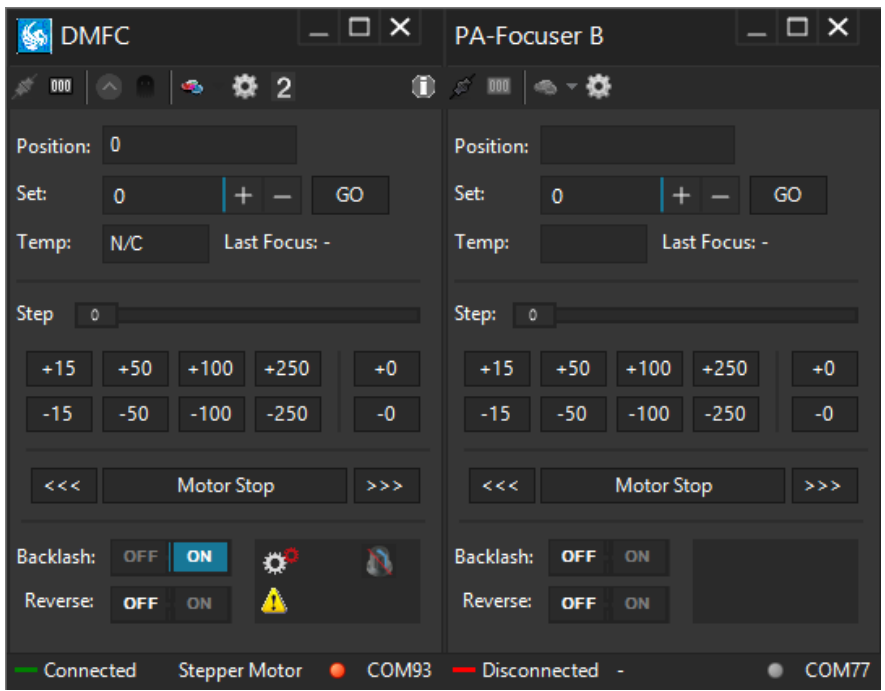 DMFC
000
2
Position: 0
Set: 0 + — GO
Temp: N/C Last Focus: -
Step 0
+15 +50 +100 +250 +0
-15 -50 -100 -250 -0
<<< Motor Stop >>>
Backlash: OFF ON
Reverse: OFF ON
Connected Stepper Motor COM93
PA-Focuser B
000
Position:
Set: 0 + — GO
Temp: Last Focus: -
Step: 0
+15 +50 +100 +250 +0
-15 -50 -100 -250 -0
<<< Motor Stop >>>
Backlash: OFF ON
Reverse: OFF ON
Disconnected - COM77